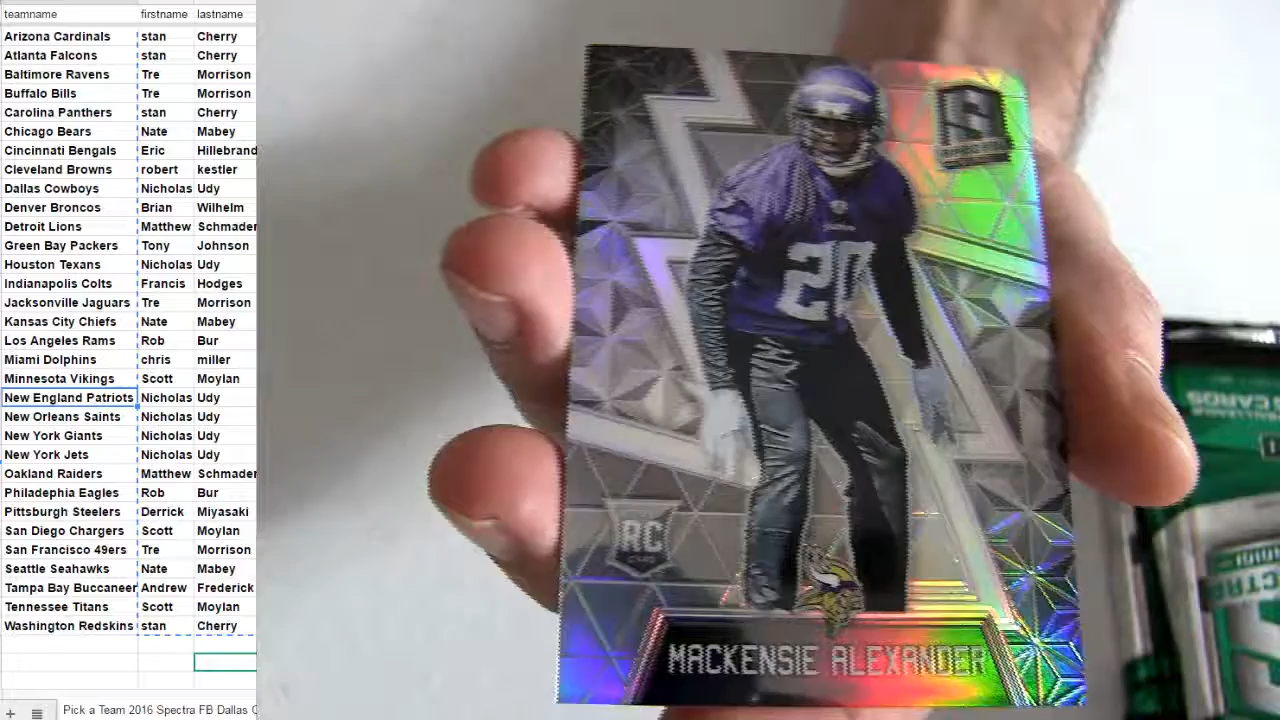 teamname firstname lastname
Arizona Cardinals stan Cherry
Atlanta Falcons stan Cherry
Baltimore Ravens Tre Morrison
Buffalo Bills Tre Morrison
Carolina Panthers stan Cherry
Chicago Bears Nate Mabey
Cincinnati Bengals Eric Hillebrand
Cleveland Browns robert kestler
Dallas Cowboys Nicholas Udy
Denver Broncos Brian Wilhelm
Detroit Lions Matthew Schmader
Green Bay Packers Tony Johnson
Houston Texans Nicholas Udy
Indianapolis Colts Francis Hodges
Jacksonville Jaguars Tre Morrison
Kansas City Chiefs Nate Mabey
Los Angeles Rams Rob Bur
Miami Dolphins chris miller
Minnesota Vikings Scott Moylan
New England Patriots Nicholas Udy
New Orleans Saints Nicholas Udy
New York Giants Nicholas Udy
New York Jets Nicholas Udy
Oakland Raiders Matthew Schmader
Philadephia Eagles Rob Bur
Pittsburgh Steelers Derrick Miyasaki
San Diego Chargers Scott Moylan
San Francisco 49ers Tre Morrison
Seattle Seahawks Nate Mabey
Tampa Bay Buccaneer Andrew Frederick
Tennessee Titans Scott Moylan
Washington Redskins stan Cherry
Pick a Team 2016 Spectra FB Dallas
20
RC
MACKENSIE ALEXANDER
CARDS